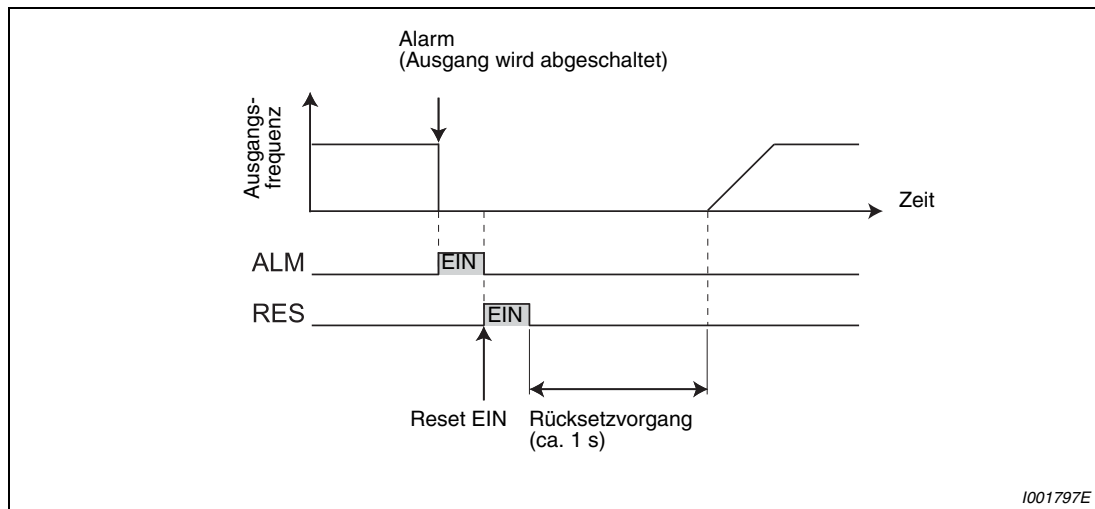 Alarm
(Ausgang wird abgeschaltet)
Ausgangs-
frequenz
Zeit
ALM
EIN
RES
EIN
Reset EIN
Rücksetzvorgang
(ca. 1 s)
I001797E